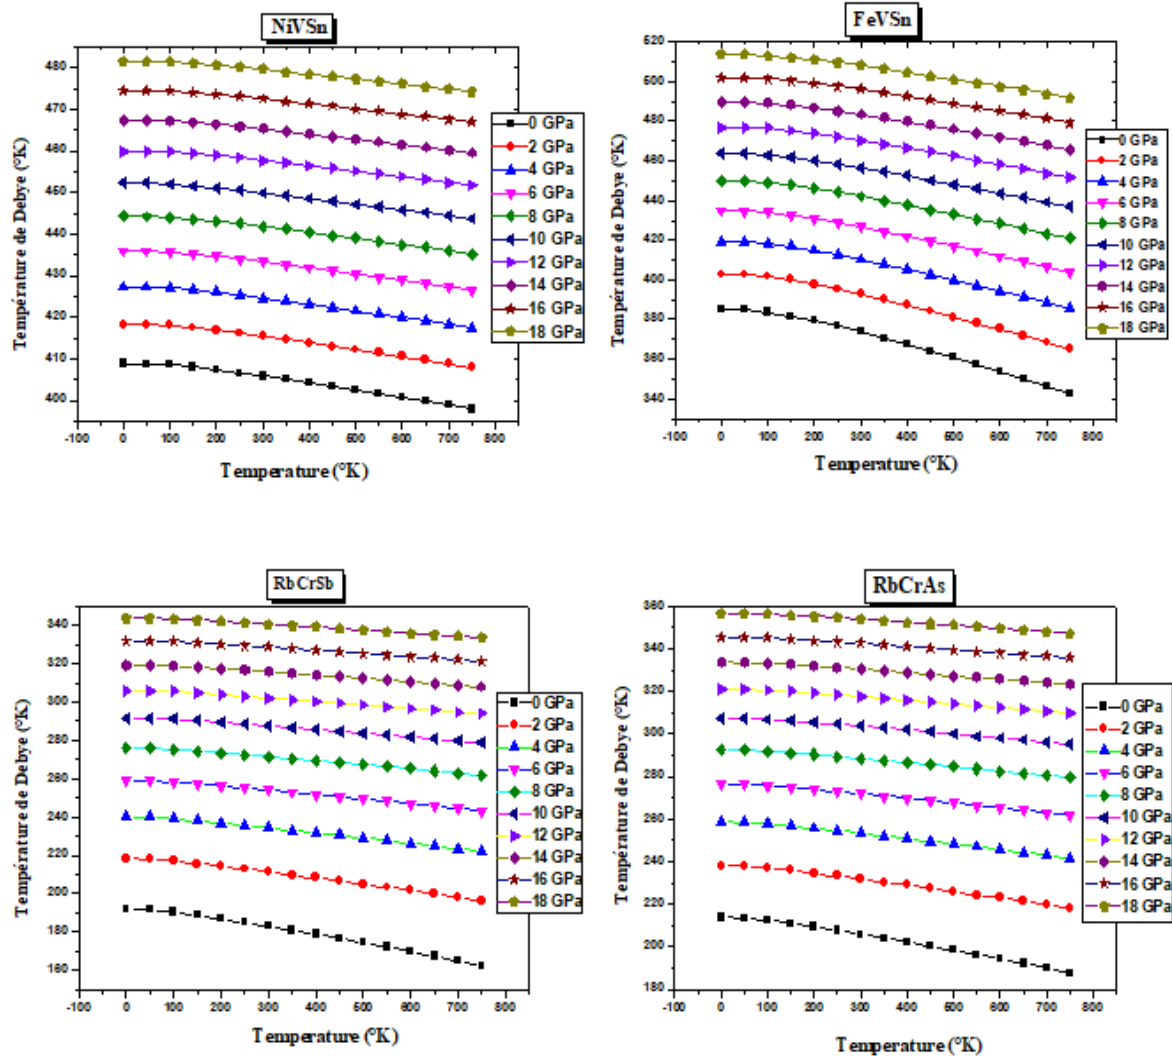 NiVSn
Température de Debye (°K)
480
470
460
450
440
430
420
410
400
-100 0 100 200 300 400 500 600 700 800
Temperature (°K)
0 GPa
2 GPa
4 GPa
6 GPa
8 GPa
10 GPa
12 GPa
14 GPa
16 GPa
18 GPa
FeVSn
Température de Debye (°K)
520
500
480
460
440
420
400
380
360
340
-100 0 100 200 300 400 500 600 700 800
Temperature (°K)
0 GPa
2 GPa
4 GPa
6 GPa
8 GPa
10 GPa
12 GPa
14 GPa
16 GPa
18 GPa
RbCrSb
Température de Debye (°K)
340
320
300
280
260
240
220
200
180
160
-100 0 100 200 300 400 500 600 700 800
Temperature (°K)
0 GPa
2 GPa
4 GPa
6 GPa
8 GPa
10 GPa
12 GPa
14 GPa
16 GPa
18 GPa
RbCrAs
Température de Debye (°K)
360
340
320
300
280
260
240
220
200
180
-100 0 100 200 300 400 500 600 700 800
Temperature (°K)
0 GPa
2 GPa
4 GPa
6 GPa
8 GPa
10 GPa
12 GPa
14 GPa
16 GPa
18 GPa